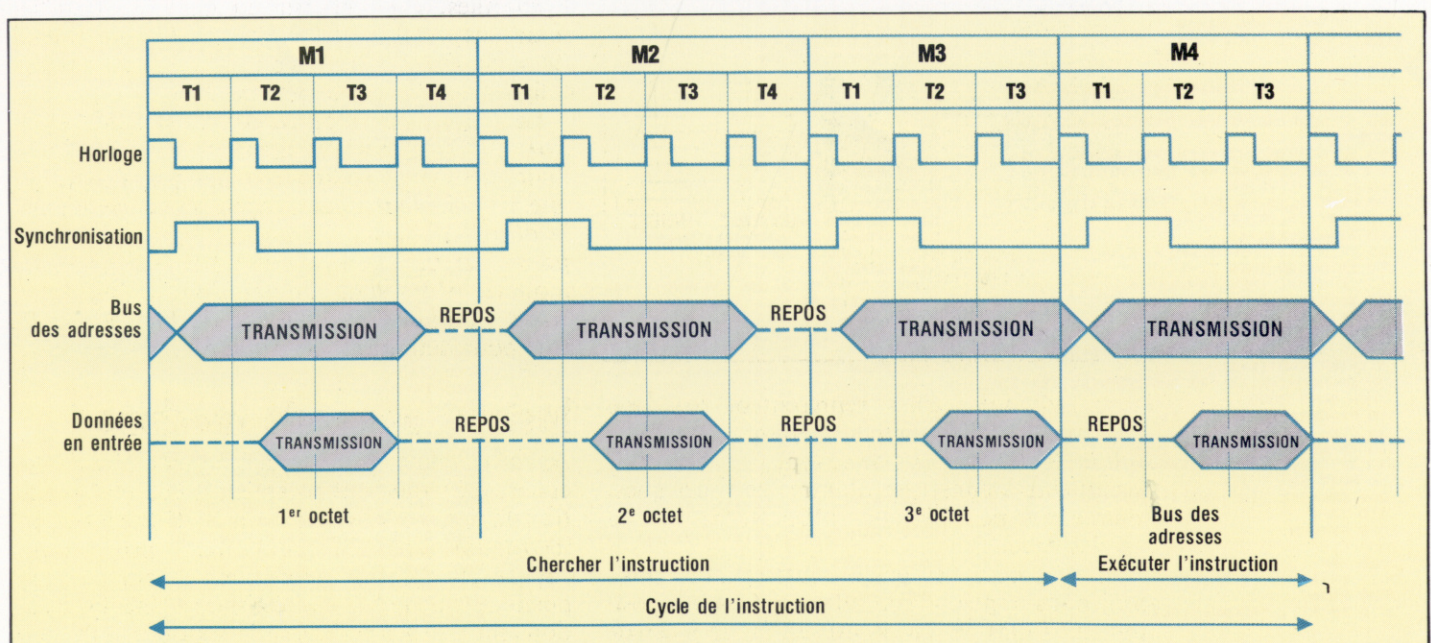 M1 M2 M3 M4
T1 T2 T3 T4 T1 T2 T3 T4 T1 T2 T3 T1 T2 T3
Horloge
Synchronisation
Bus
des adresses
TRANSMISSION REPOS TRANSMISSION REPOS TRANSMISSION TRANSMISSION
Données
en entrée
TRANSMISSION REPOS TRANSMISSION REPOS TRANSMISSION REPOS TRANSMISSION
1er octet 2e octet 3e octet Bus des
adresses
Chercher l'instruction Exécuter l'instruction
Cycle de l'instruction